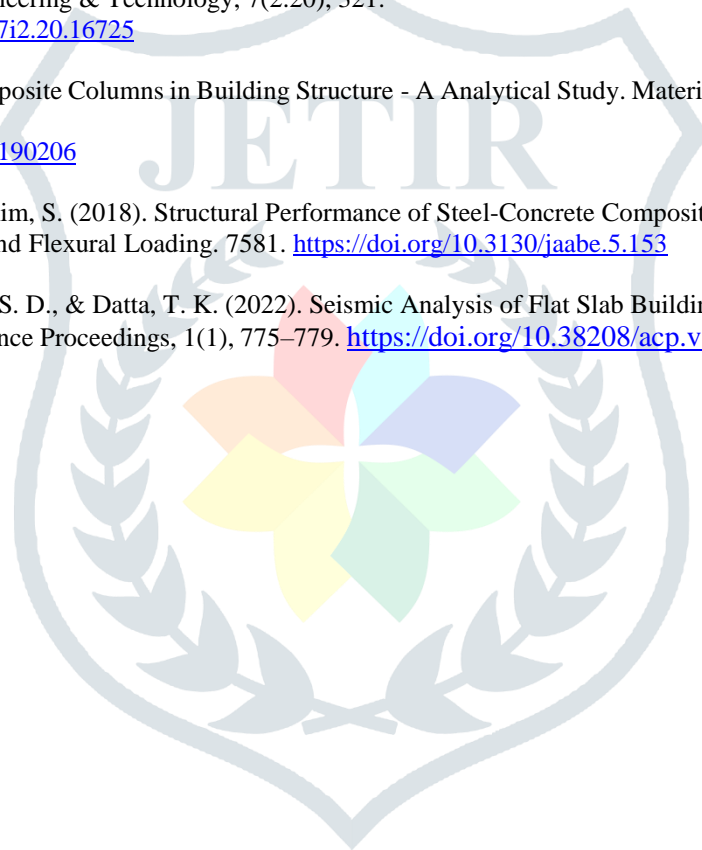 neering & Technology, 7(2.20), 321.
7i2.20.16725
posite Columns in Building Structure - A Analytical Study. Materi
190206
JETIR
im, S. (2018). Structural Performance of Steel-Concrete Composit
nd Flexural Loading. 7581. https://doi.org/10.3130/jaabe.5.153
S. D., & Datta, T. K. (2022). Seismic Analysis of Flat Slab Buildin
nce Proceedings, 1(1), 775–779. https://doi.org/10.38208/acp.v